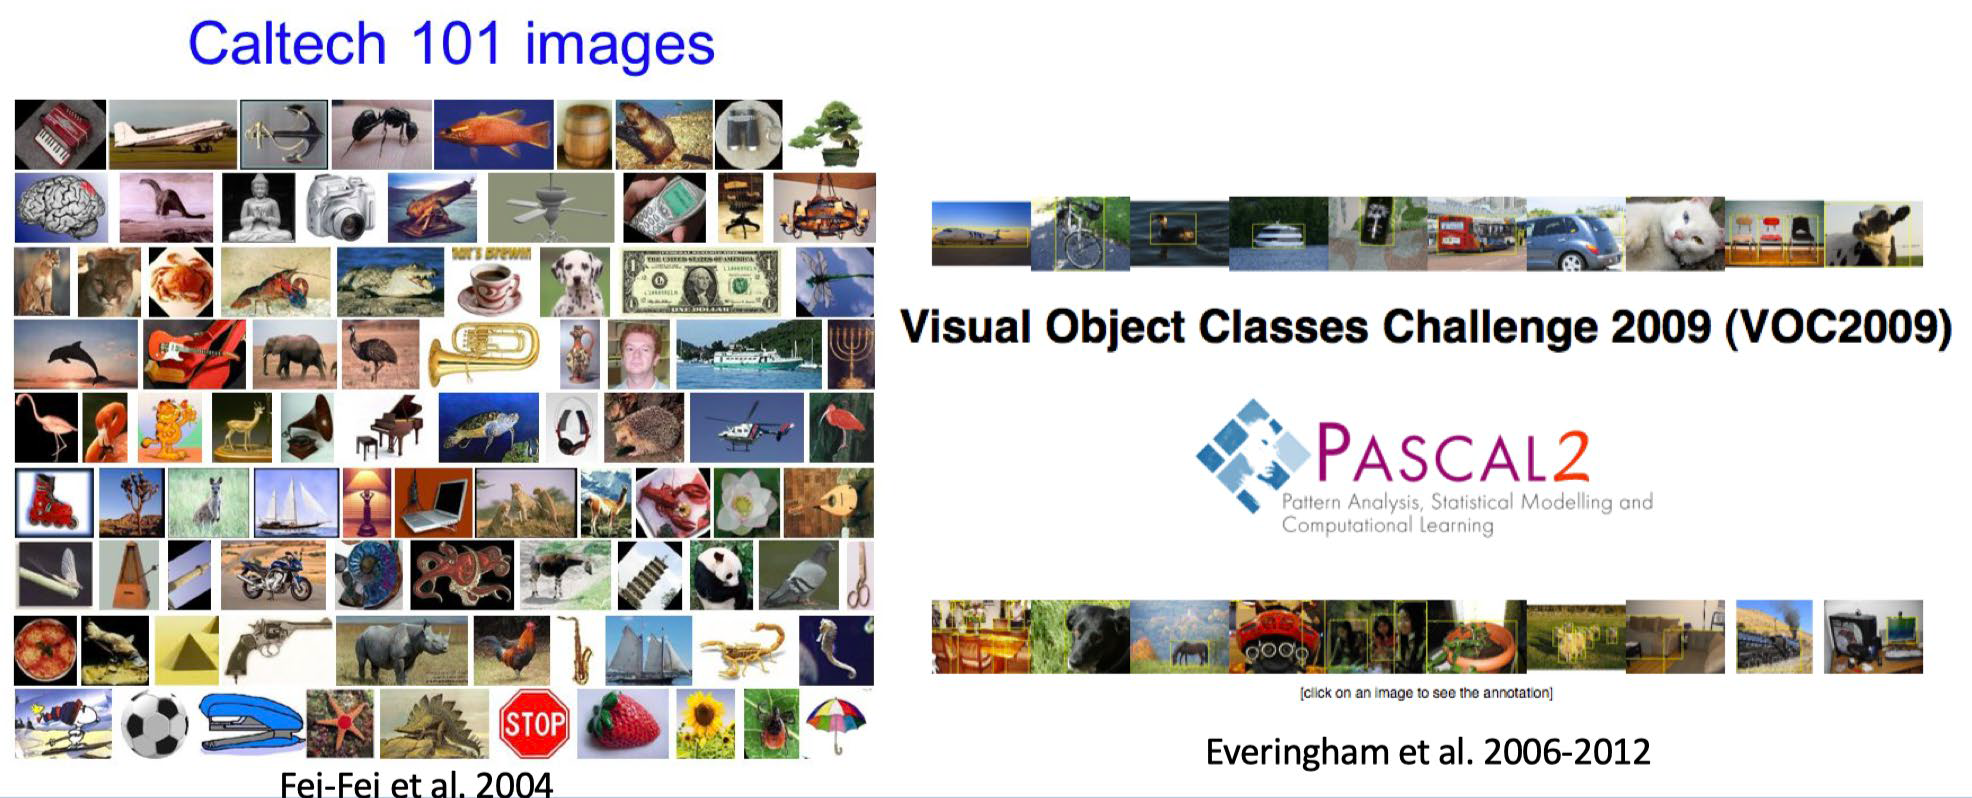 Caltech 101 images
STOP
Fei-Fei et al. 2004
Visual Object Classes Challenge 2009 (VOC2009)
PASCAL2
Pattern Analysis, Statistical Modelling and
Computational Learning
[click on an image to see the annotation]
Everingham et al. 2006-2012